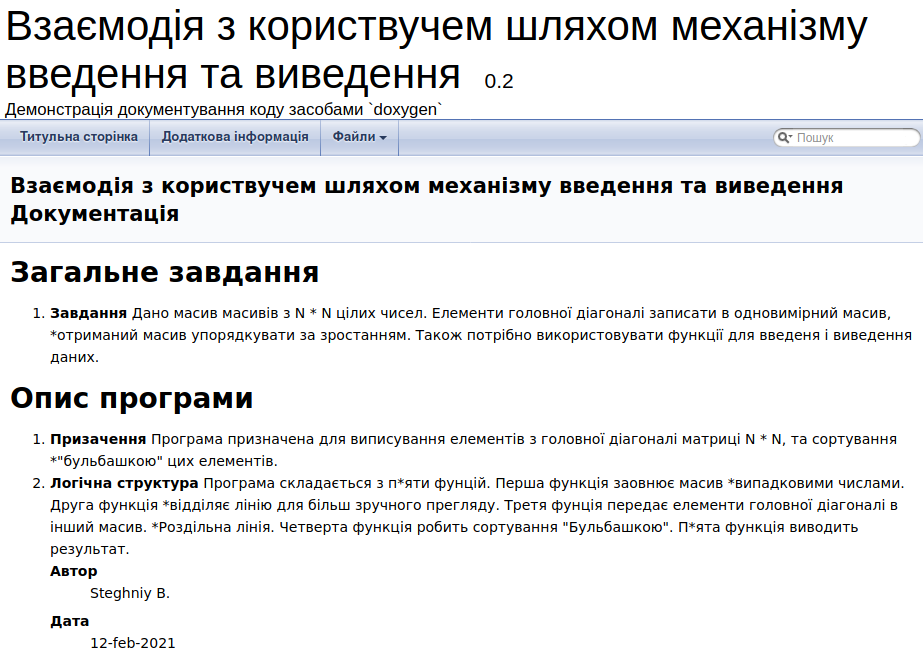 Взаємодія з користвучем шляхом механізму
введення та виведення 0.2
Демонстрація документування коду засобами `doxygen`
Титульна сторінка Додаткова інформація Файли Пошук
Взаємодія з користвучем шляхом механізму введення та виведення
Документація
Загальне завдання
1. Завдання Дано масив масивів з N * N цілих чисел. Елементи головної діагоналі записати в одновимірний масив,
*отриманий масив упорядкувати за зростанням. Також потрібно використовувати функції для введеня і виведення
даних.
Опис програми
1. Призачення Програма призначена для виписування елементів з головної діагоналі матриці N * N, та сортування
*"бульбашкою" цих елементів.
2. Логічна структура Програма складається з п*яти фунцій. Перша функція заовнює масив *випадковими числами.
Друга функція *відділяє лінію для більш зручного прегляду. Третя фунція передає елементи головної діагоналі в
інший масив. *Роздільна лінія. Четверта функція робить сортування "Бульбашкою". П*ята функція виводить
результат.
Автор
Steghniy B.
Дата
12-feb-2021